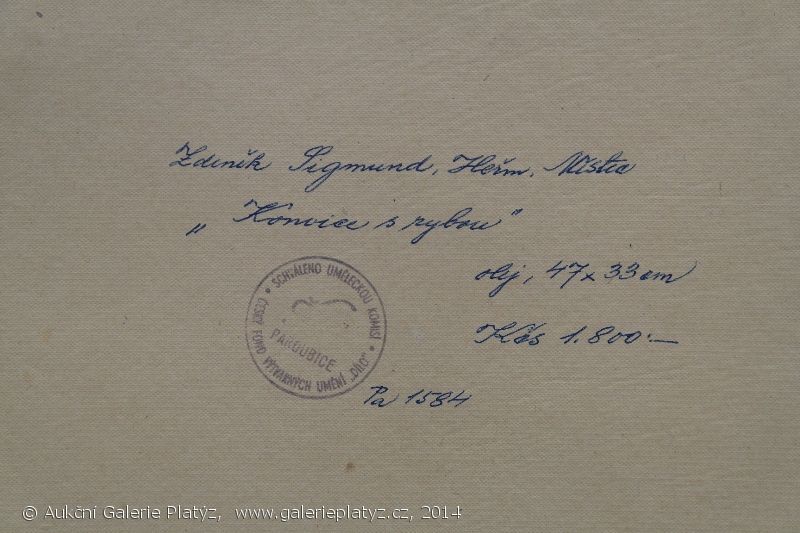 Zdeněk Sigmund, Heřm. Městec
„ Konvice s rybou"
olej, 47 x 33 cm
Kčs 1.800.—
SCHVÁLENO UMĚLECKOU KOMISÍ • ČESKÝ FOND VÝTVARNÝCH UMĚNÍ „DÍLO" •
PARDUBICE
Pa 1584
© Aukční Galerie Platýz, www.galerieplatyz.cz, 2014